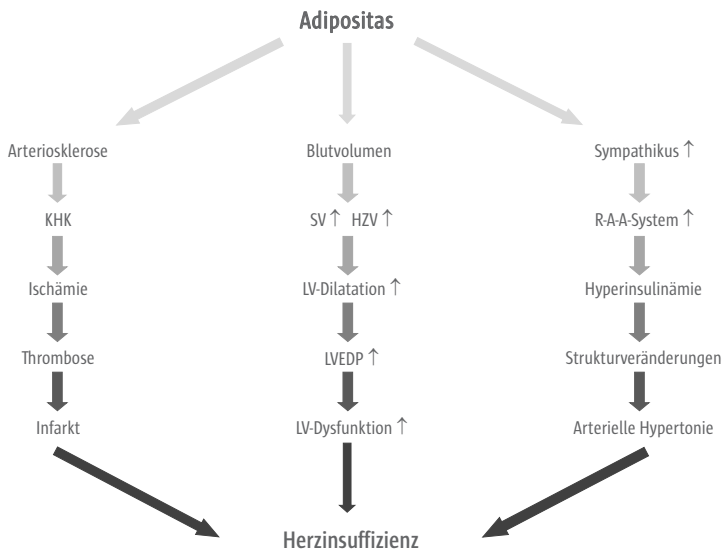 Adipositas
Arteriosklerose
KHK
Ischämie
Thrombose
Infarkt
Blutvolumen
SV ↑ HZV ↑
LV-Dilatation ↑
LVEDP ↑
LV-Dysfunktion ↑
Sympathikus ↑
R-A-A-System ↑
Hyperinsulinämie
Strukturveränderungen
Arterielle Hypertonie
Herzinsuffizienz